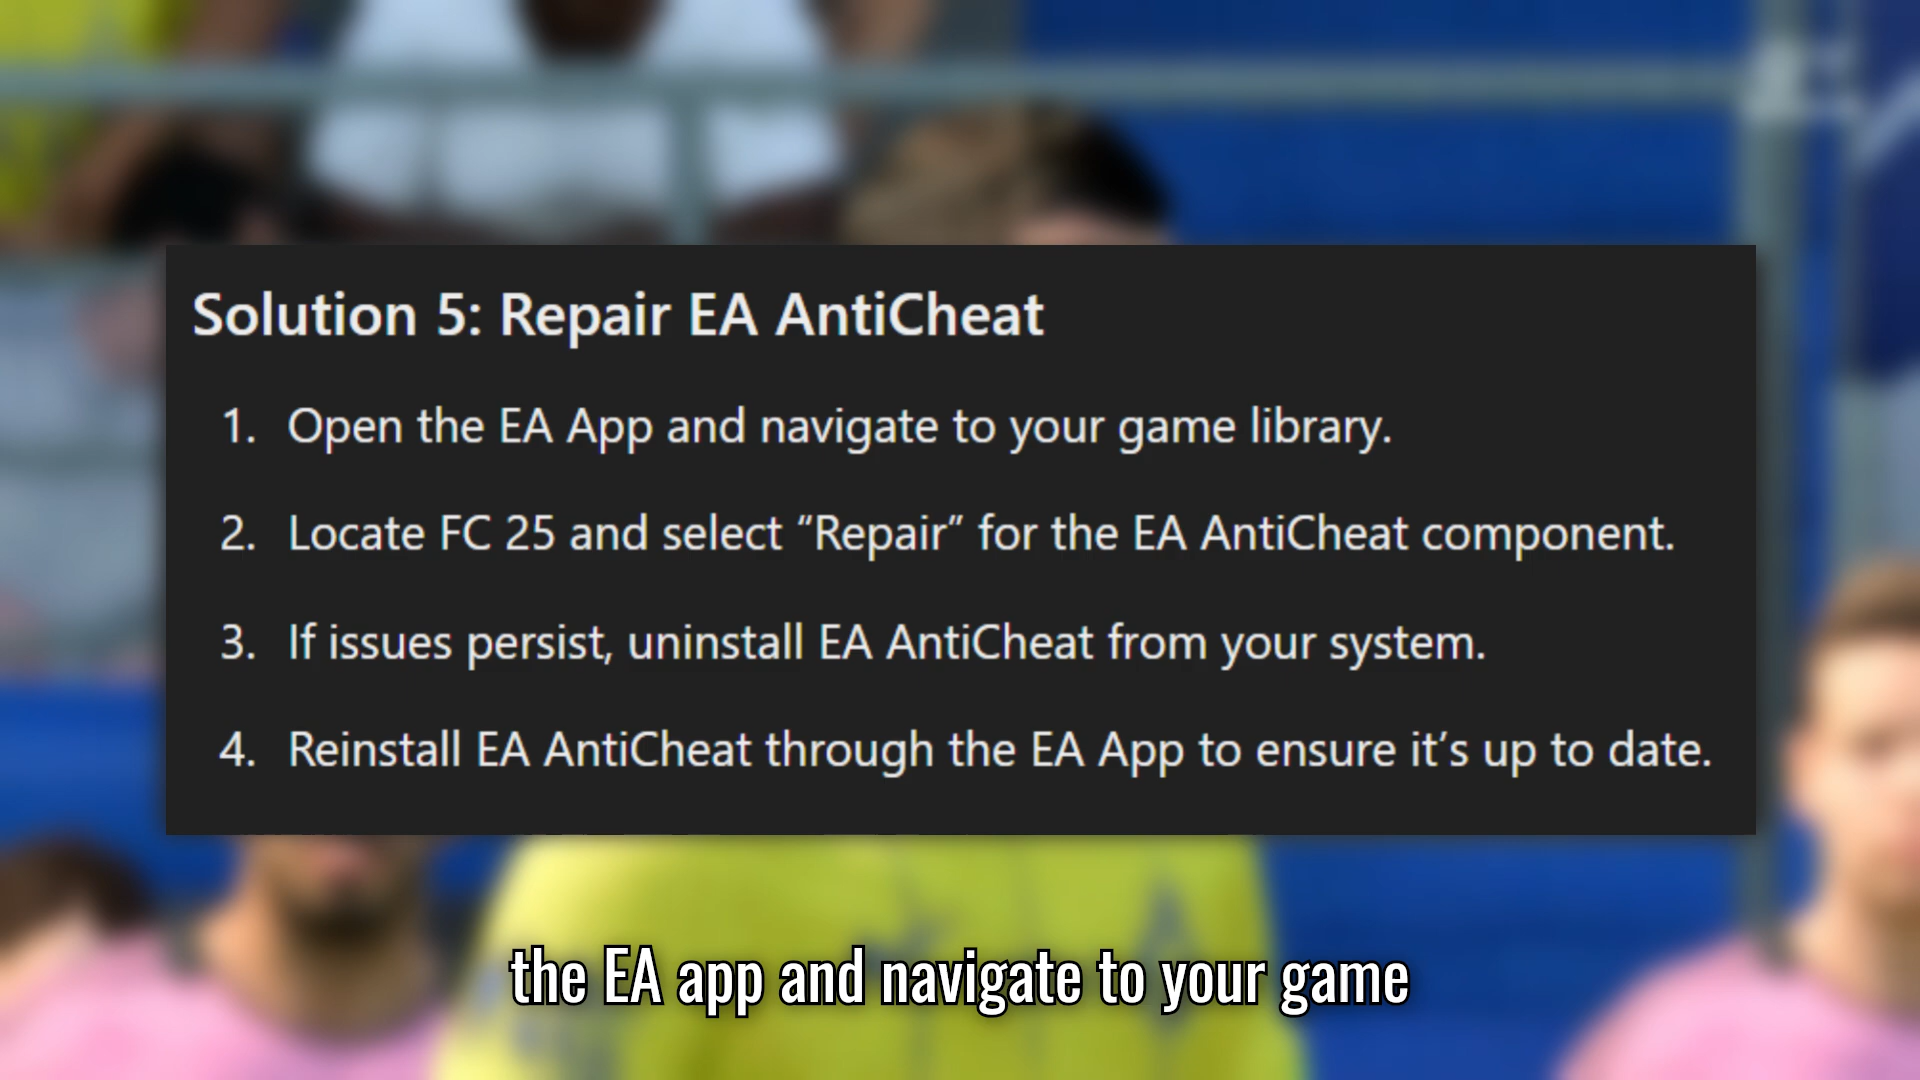 Solution 5: Repair EA AntiCheat
1. Open the EA App and navigate to your game library.
2. Locate FC 25 and select “Repair” for the EA AntiCheat component.
3. If issues persist, uninstall EA AntiCheat from your system.
4. Reinstall EA AntiCheat through the EA App to ensure it’s up to date.
the EA app and navigate to your game